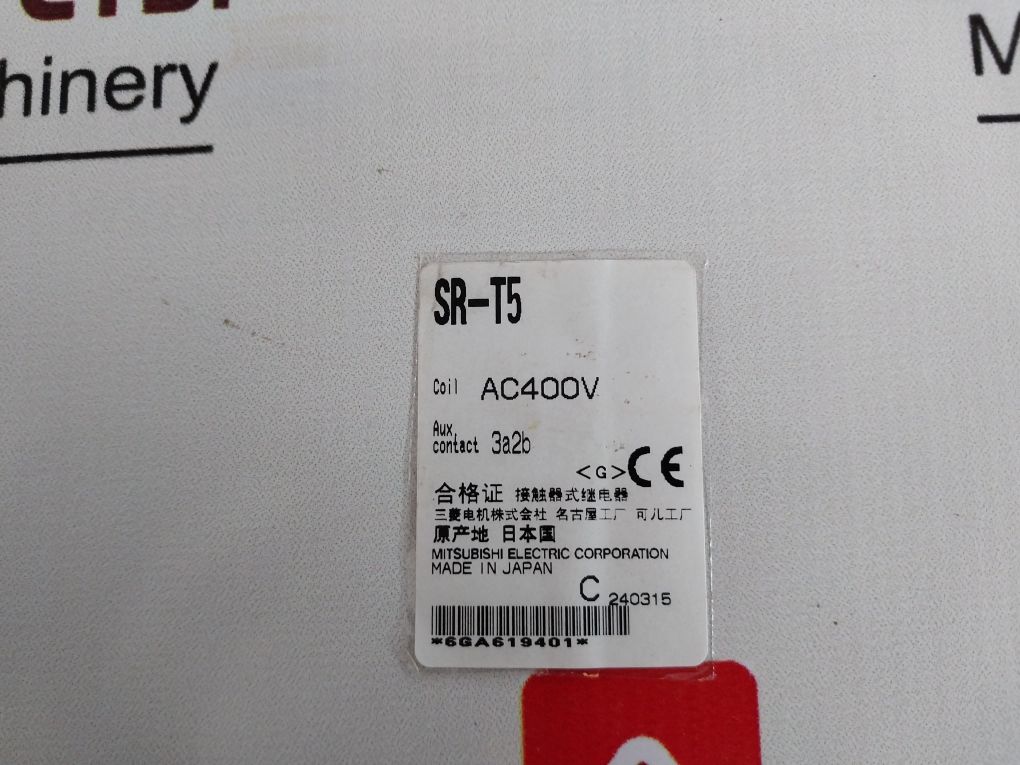 hinery
M
SR-T5
Coil AC400V
Aux.
contact 3a2b
<G>CE
合格证 接触器式继电器
三菱电机株式会社 名古屋工厂 可儿工厂
原产地 日本国
MITSUBISHI ELECTRIC CORPORATION
MADE IN JAPAN
C 240315
*6GA619401*